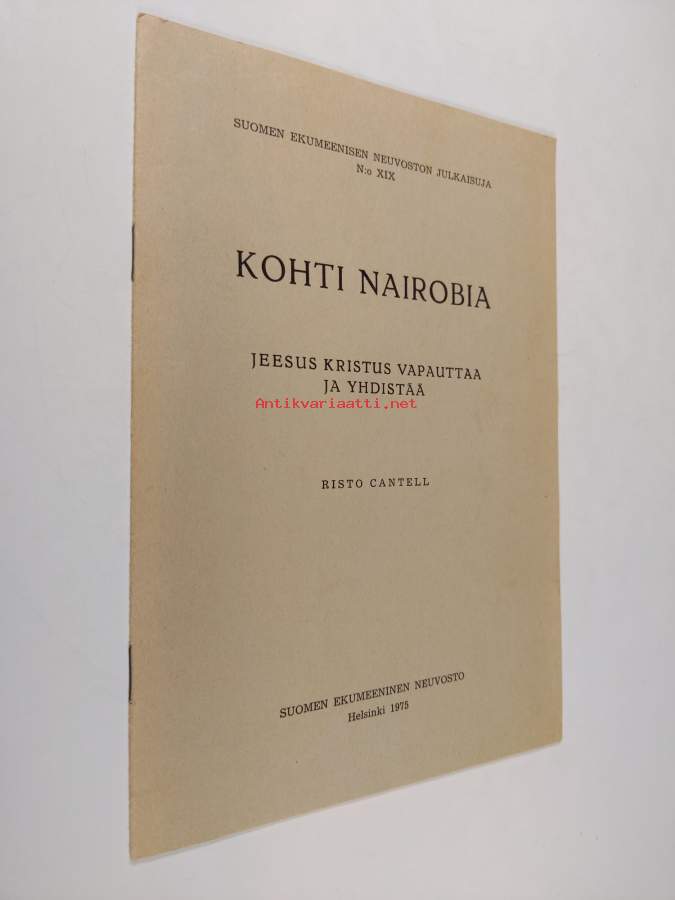 SUOMEN EKUMEENISEN NEUVOSTON JULKAISUJA
N:o XIX
KOHTI NAIROBIA
JEESUS KRISTUS VAPAUTTAA
JA YHDISTÄÄ
Antikvariaatti.net
RISTO CANTELL
SUOMEN EKUMEENINEN NEUVOSTO
Helsinki 1975